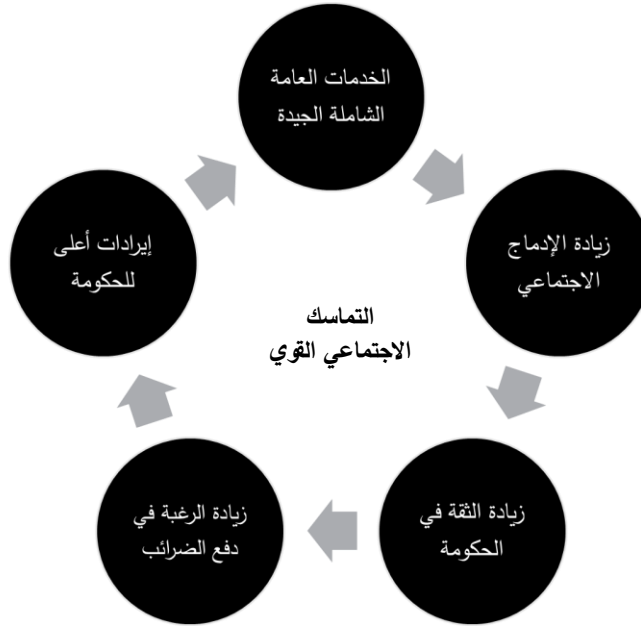 الخدمات العامة
الشاملة الجيدة
زيادة الإدماج
الاجتماعي
زيادة الثقة في
الحكومة
زيادة الرغبة في
دفع الضرائب
إيرادات أعلى
للحكومة
التماسك
الاجتماعي القوي